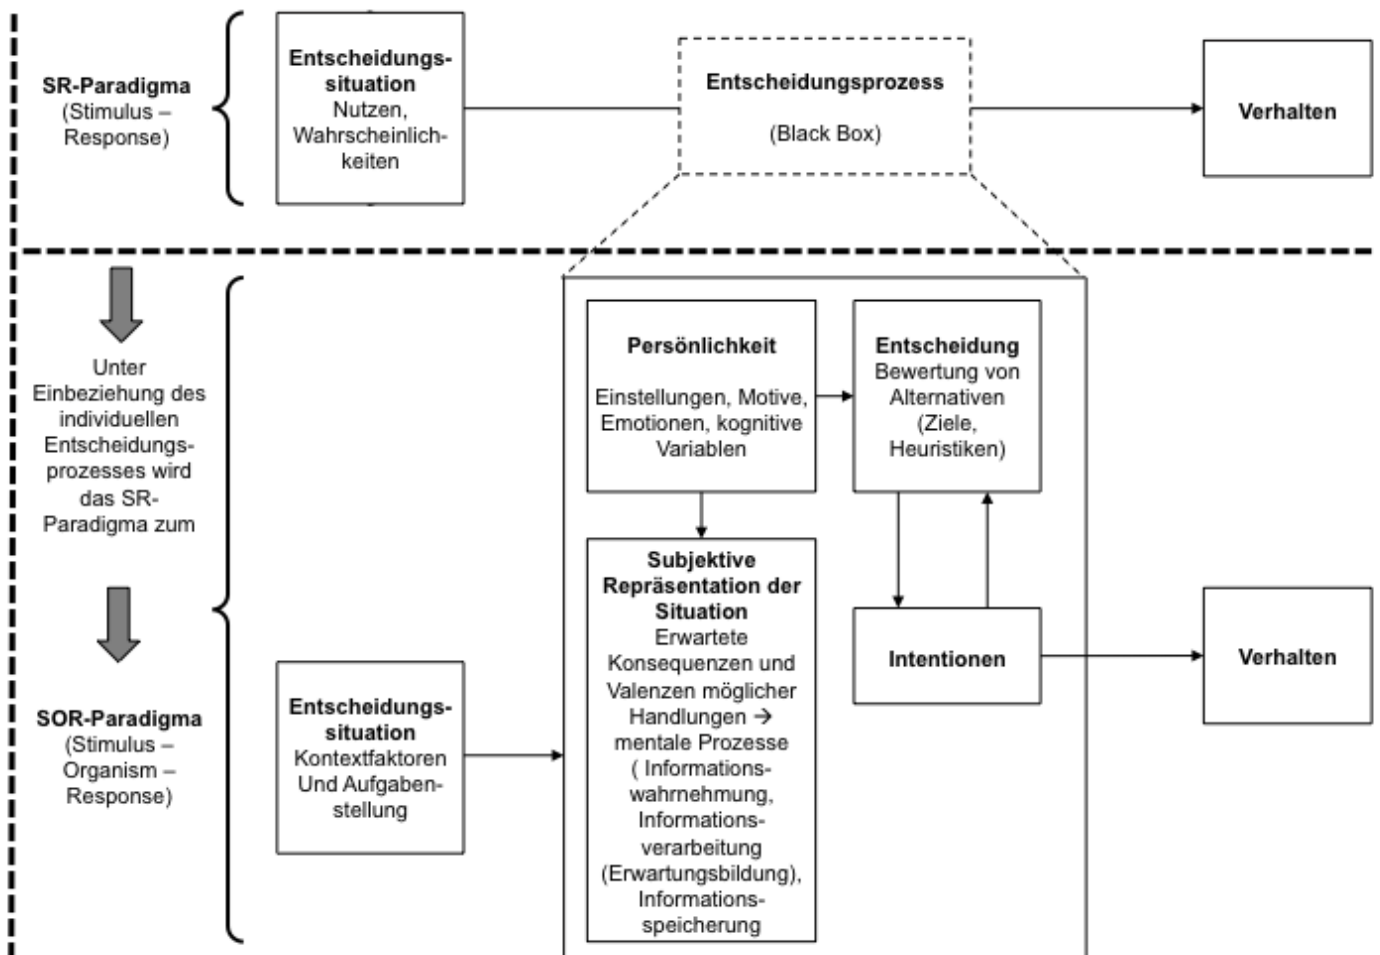 SR-Paradigma
(Stimulus –
Response)
Entscheidungs-
situation
Nutzen,
Wahrscheinlich-
keiten
Entscheidungsprozess
(Black Box)
Verhalten
Unter
Einbeziehung des
individuellen
Entscheidungs-
prozesses wird
das SR-
Paradigma zum
SOR-Paradigma
(Stimulus –
Organism –
Response)
Entscheidungs-
situation
Kontextfaktoren
Und Aufgaben-
stellung
Persönlichkeit
Einstellungen, Motive,
Emotionen, kognitive
Variablen
Subjektive
Repräsentation der
Situation
Erwartete
Konsequenzen und
Valenzen möglicher
Handlungen →
mentale Prozesse
( Informations-
wahrnehmung,
Informations-
verarbeitung
(Erwartungsbildung),
Informations-
speicherung
Entscheidung
Bewertung von
Alternativen
(Ziele,
Heuristiken)
Intentionen
Verhalten